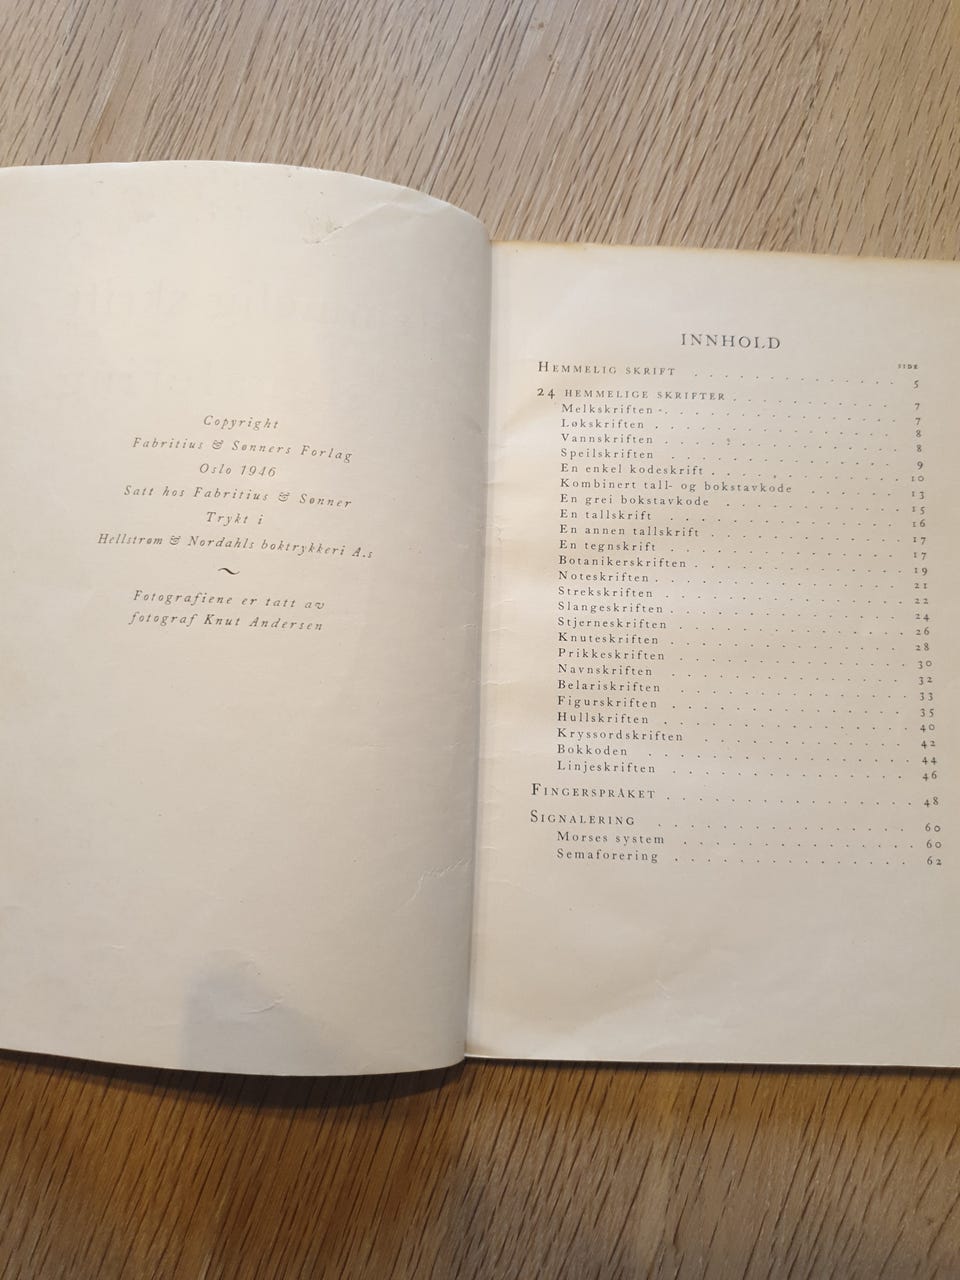 Copyright
Fabritius & Sønners Forlag
Oslo 1946
Satt hos Fabritius & Sønner
Trykt i
Hellstrøm & Nordahls boktrykkeri A.s
Fotografiene er tatt av
fotograf Knut Andersen
INNHOLD
SIDE
HEMMELIG SKRIFT . . . . . . . . . . . 5
24 HEMMELIGE SKRIFTER . . . . . . . . . 7
Melkskriften . . . . . . . . . . . . 7
Løkskriften . . . . . . . . . . . . 8
Vannskriften . . . . . . . . . . . . 8
Speilskriften . . . . . . . . . . . . 9
En enkel kodeskrift . . . . . . . . . . 10
Kombinert tall- og bokstavkode . . . . . . 13
En grei bokstavkode . . . . . . . . . . 15
En tallskrift . . . . . . . . . . . . 16
En annen tallskrift . . . . . . . . . . 17
En tegnskrift . . . . . . . . . . . . 17
Botanikerskriften . . . . . . . . . . . 19
Noteskriften . . . . . . . . . . . . 21
Strekskriften . . . . . . . . . . . . 22
Slangeskriften . . . . . . . . . . . . 24
Stjerneskriften . . . . . . . . . . . . 26
Knuteskriften . . . . . . . . . . . . 28
Prikkeskriften . . . . . . . . . . . . 30
Navnskriften . . . . . . . . . . . . 32
Belariskriften . . . . . . . . . . . . 33
Figurskriften . . . . . . . . . . . . 35
Hullskriften . . . . . . . . . . . . 40
Kryssordskriften . . . . . . . . . . . 42
Bokkoden . . . . . . . . . . . . . 44
Linjeskriften . . . . . . . . . . . . 46
FINGERSPRÅKET . . . . . . . . . . . . 48
SIGNALERING . . . . . . . . . . . . . 60
Morses system . . . . . . . . . . . . 60
Semaforering . . . . . . . . . . . . 62